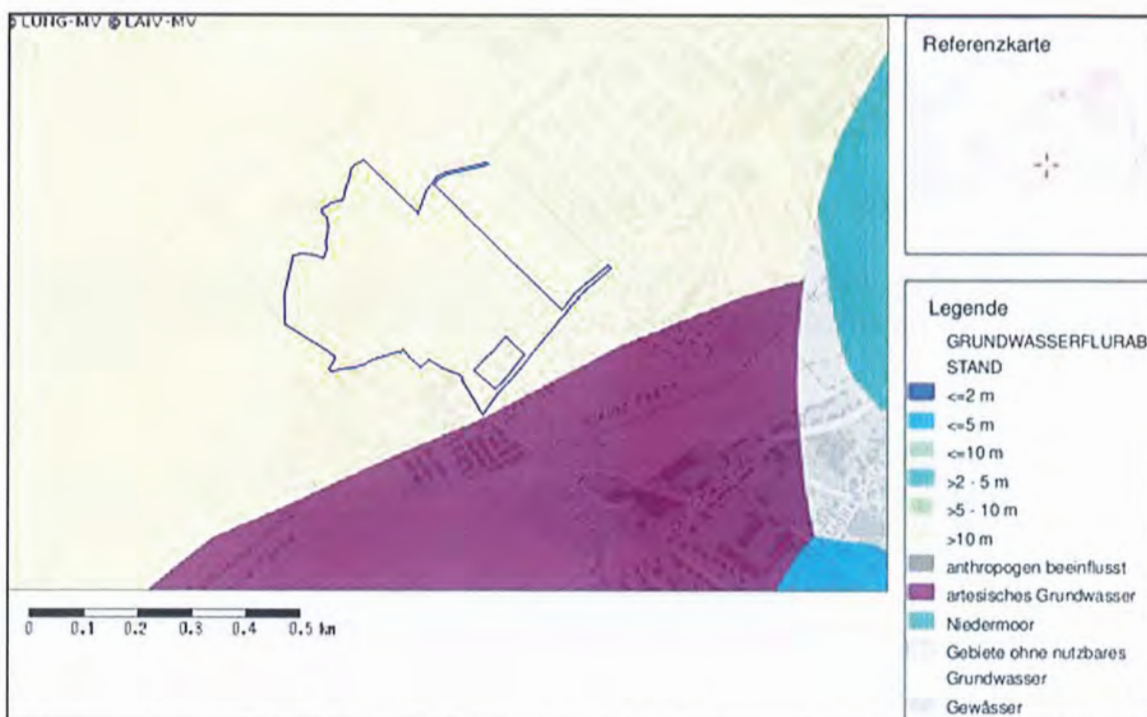 © LUNG-MV @ LAIV-MV
Referenzkarte
Legende
GRUNDWASSERFLURAB
STAND
<=2 m
<=5 m
<=10 m
>2 - 5 m
>5 - 10 m
>10 m
anthropogen beeinflusst
artesisches Grundwasser
Niedermoor
Gebiete ohne nutzbares
Grundwasser
Gewässer
0 0.1 0.2 0.3 0.4 0.5 km